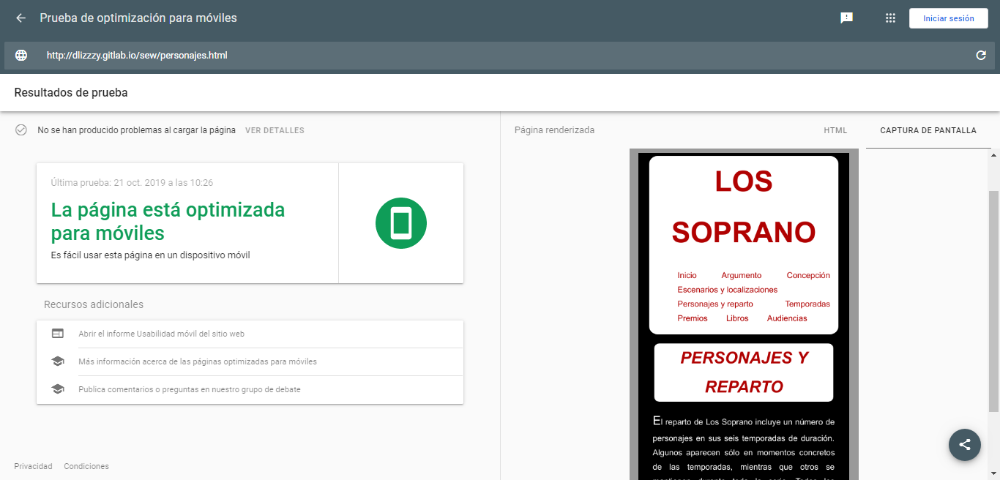 Prueba de optimización para móviles
Iniciar sesión
http://dlizzzy.gitlab.io/sew/personajes.html
Resultados de prueba
No se han producido problemas al cargar la página VER DETALLES
Última prueba: 21 oct. 2019 a las 10:26
La página está optimizada
para móviles
Es fácil usar esta página en un dispositivo móvil
Recursos adicionales
Abrir el informe Usabilidad móvil del sitio web
Más información acerca de las páginas optimizadas para móviles
Publica comentarios o preguntas en nuestro grupo de debate
Privacidad Condiciones
Página renderizada HTML CAPTURA DE PANTALLA
LOS
SOPRANO
Inicio Argumento Concepción
Escenarios y localizaciones
Personajes y reparto Temporadas
Premios Libros Audiencias
PERSONAJES Y
REPARTO
El reparto de Los Soprano incluye un número de
personajes en sus seis temporadas de duración.
Algunos aparecen sólo en momentos concretos
de las temporadas, mientras que otros se